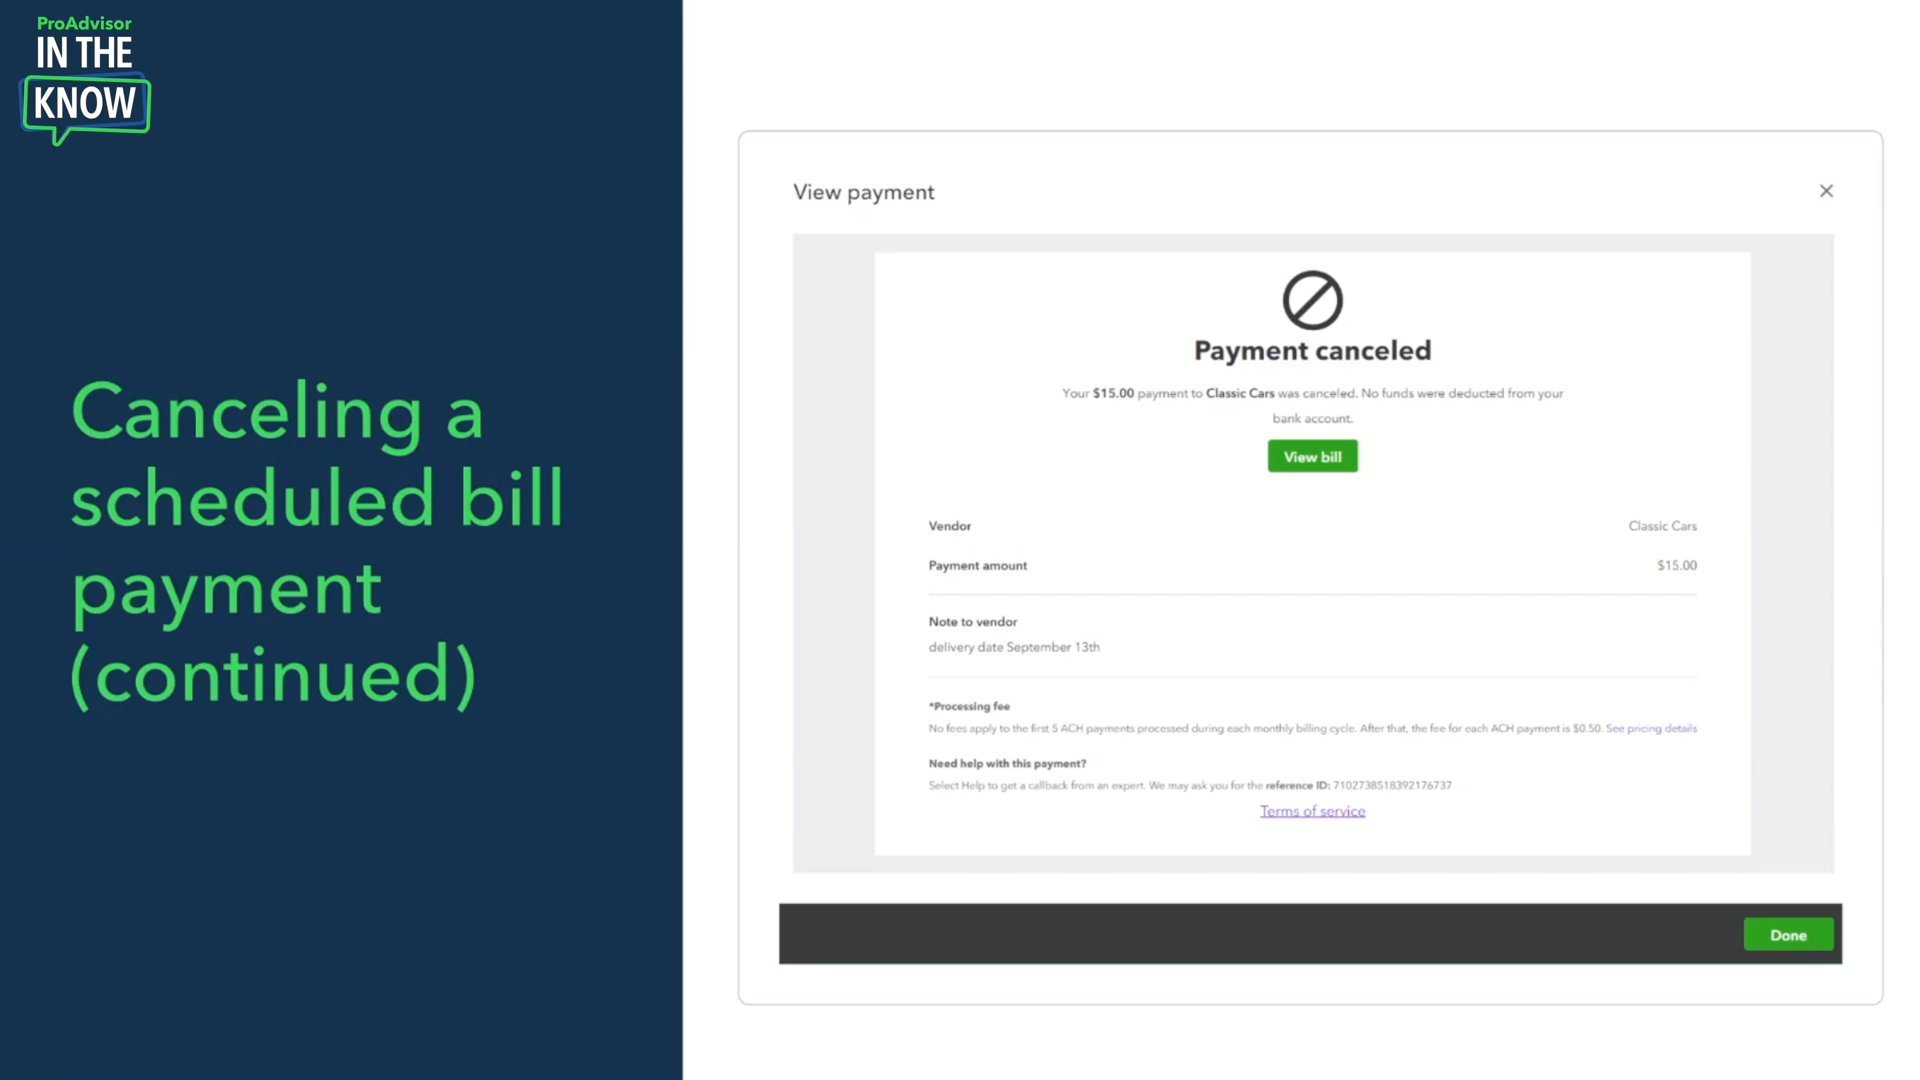 ProAdvisor
IN THE
KNOW
Canceling a
scheduled bill
payment
(continued)
View payment
Payment canceled
Your $15.00 payment to Classic Cars was canceled. No funds were deducted from your
bank account.
View bill
Vendor Classic Cars
Payment amount $15.00
Note to vendor
delivery date September 13th
*Processing fee
No fees apply to the first 5 ACH payments processed during each monthly billing cycle. After that, the fee for each ACH payment is $0.50. See pricing details
Need help with this payment?
Select Help to get a callback from an expert. We may ask you for the reference ID: 7102738518392176737
Terms of service
Done